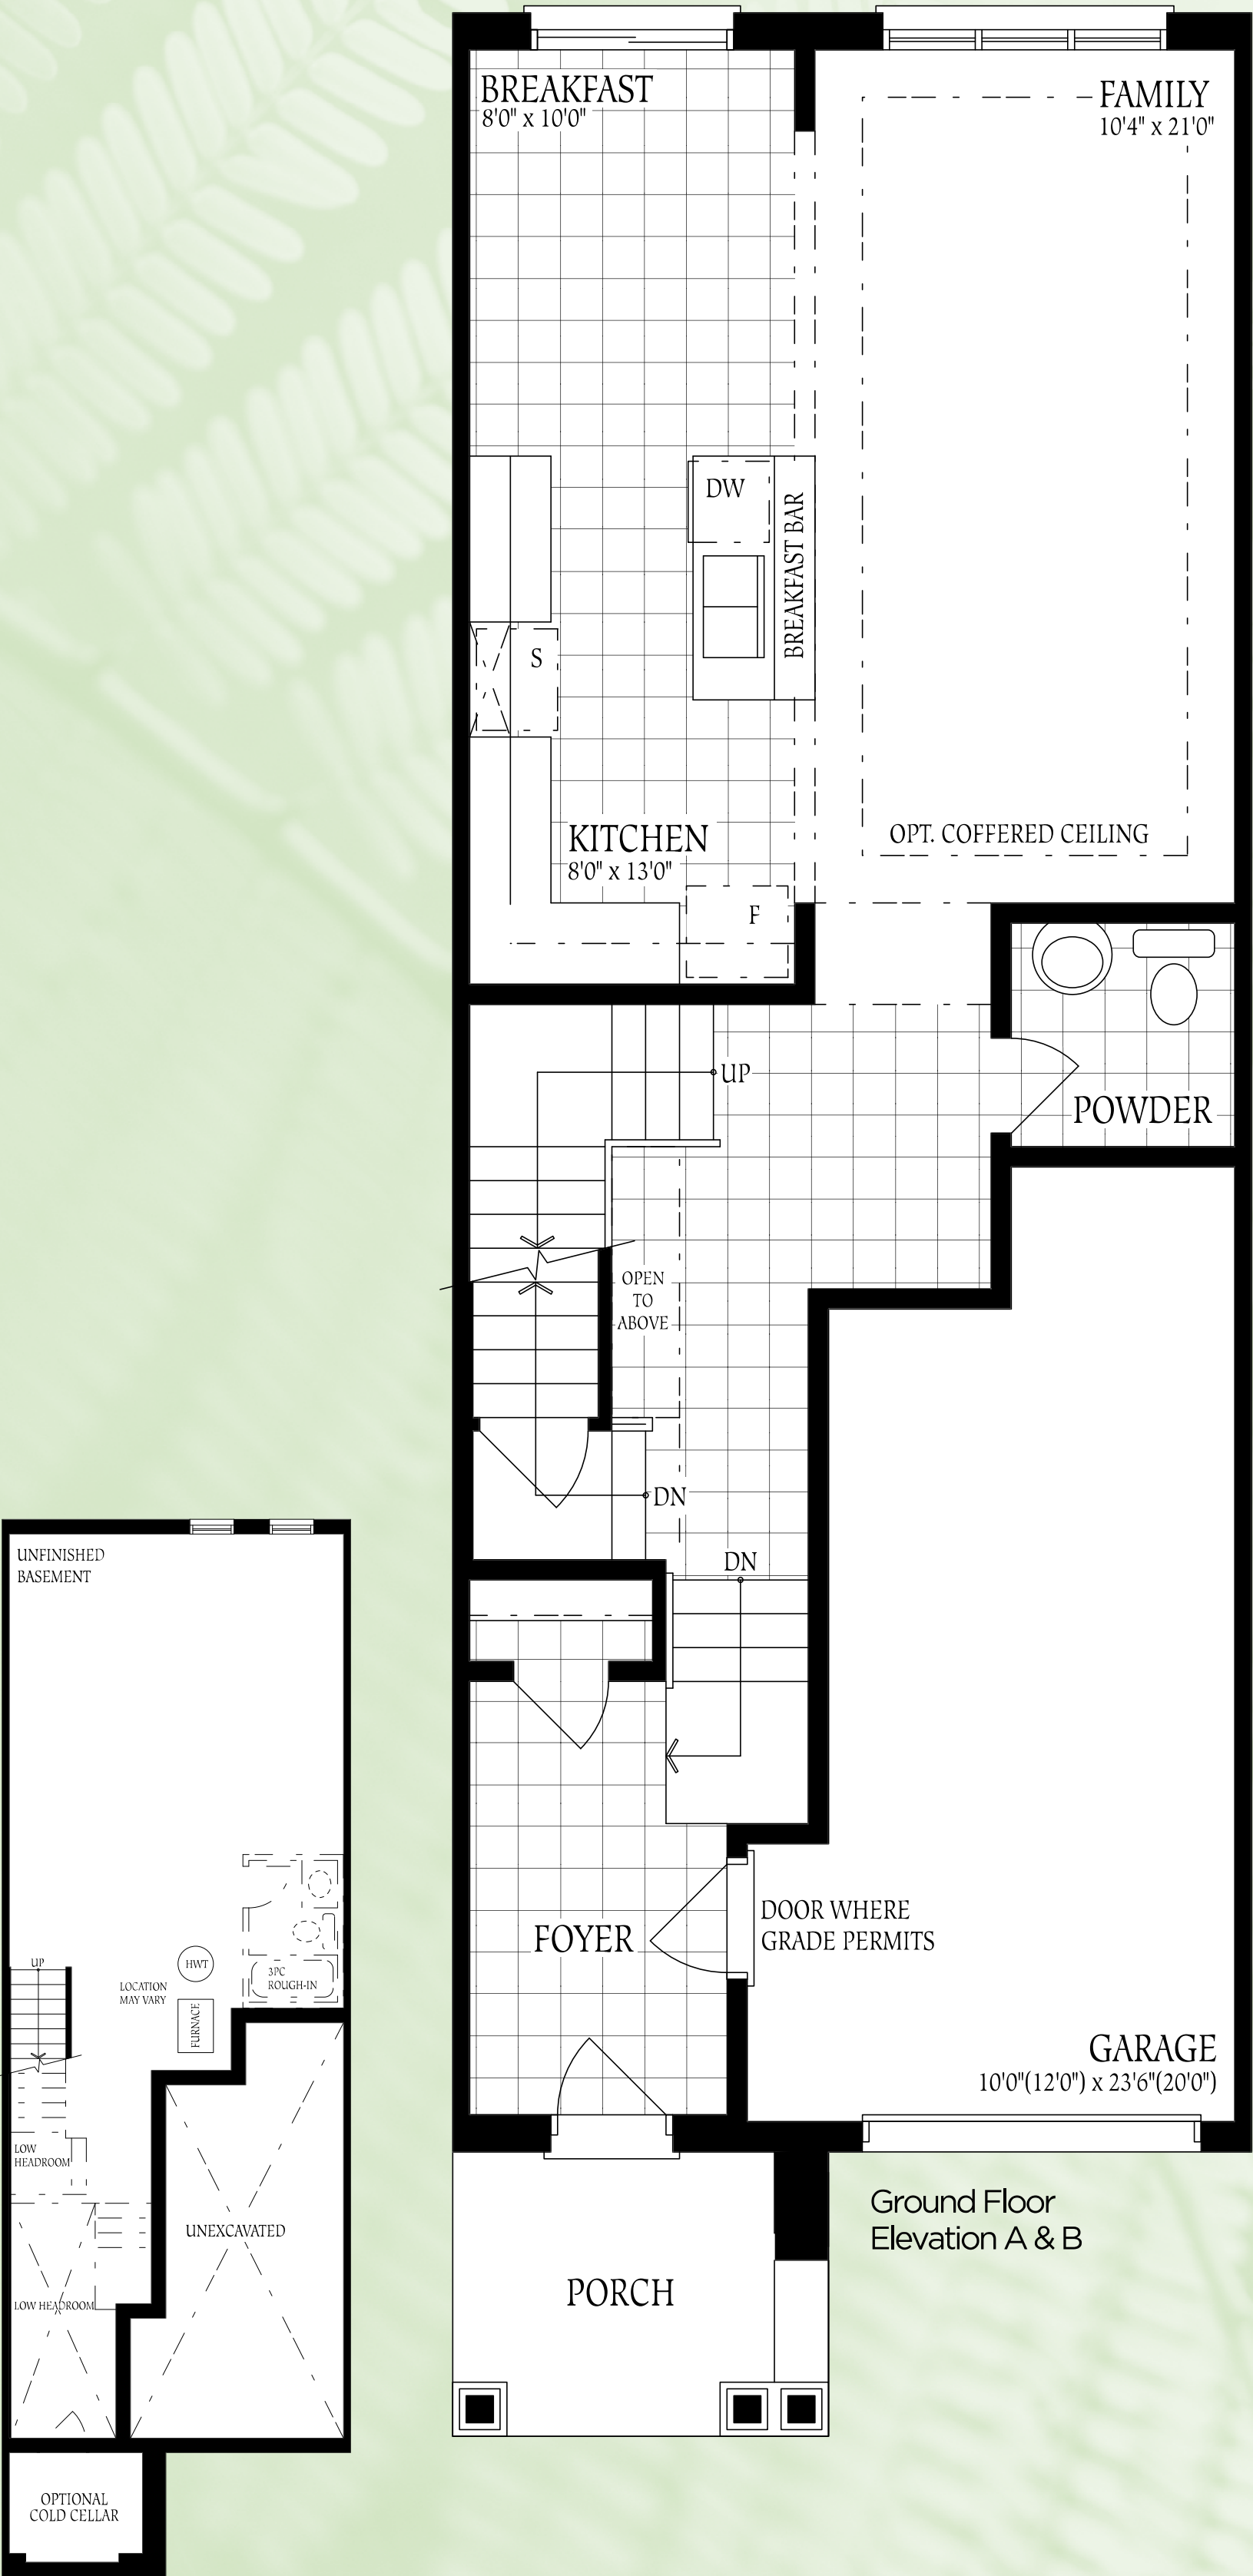 BREAKFAST
8'0" x 10'0"
FAMILY
10'4" x 21'0"
DW
BREAKFAST BAR
S
OPT. COFFERED CEILING
KITCHEN
8'0" x 13'0"
F
UP
POWDER
OPEN
TO
ABOVE
DN
DN
FOYER
DOOR WHERE
GRADE PERMITS
GARAGE
10'0"(12'0") x 23'6"(20'0")
PORCH
Ground Floor
Elevation A & B
UNFINISHED
BASEMENT
UP
HWT
LOCATION
MAY VARY
FURNACE
3PC
ROUGH-IN
LOW
HEADROOM
UNEXCAVATED
LOW HEADROOM
OPTIONAL
COLD CELLAR